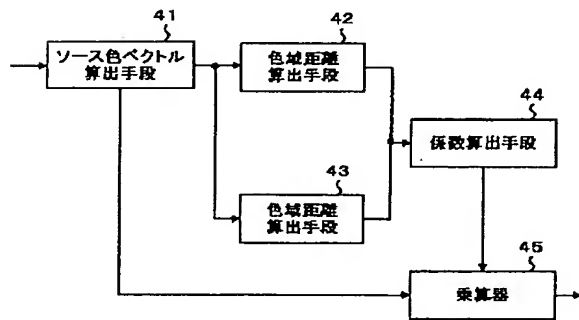 41
ソース色ベクトル
算出手段
42
色域距離
算出手段
43
色域距離
算出手段
44
係数算出手段
45
乗算器